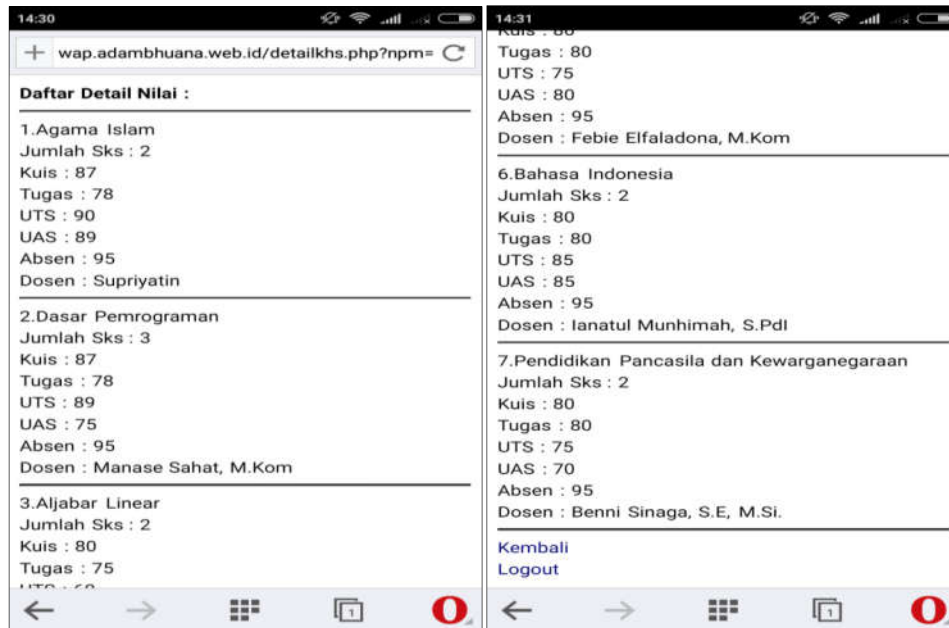 14:30
wap.adambhuana.web.id/detailkhs.php?npm=
Daftar Detail Nilai :
1.Agama Islam
Jumlah Sks : 2
Kuis : 87
Tugas : 78
UTS : 90
UAS : 89
Absen : 95
Dosen : Supriyatin
2.Dasar Pemrograman
Jumlah Sks : 3
Kuis : 87
Tugas : 78
UTS : 89
UAS : 75
Absen : 95
Dosen : Manase Sahat, M.Kom
3.Aljabar Linear
Jumlah Sks : 2
Kuis : 80
Tugas : 75
14:31
Tugas : 80
UTS : 75
UAS : 80
Absen : 95
Dosen : Febie Elfaladona, M.Kom
6.Bahasa Indonesia
Jumlah Sks : 2
Kuis : 80
Tugas : 80
UTS : 85
UAS : 85
Absen : 95
Dosen : Ianatul Munhimah, S.PdI
7.Pendidikan Pancasila dan Kewarganegaraan
Jumlah Sks : 2
Kuis : 80
Tugas : 80
UTS : 75
UAS : 70
Absen : 95
Dosen : Benni Sinaga, S.E, M.Si.
Kembali
Logout